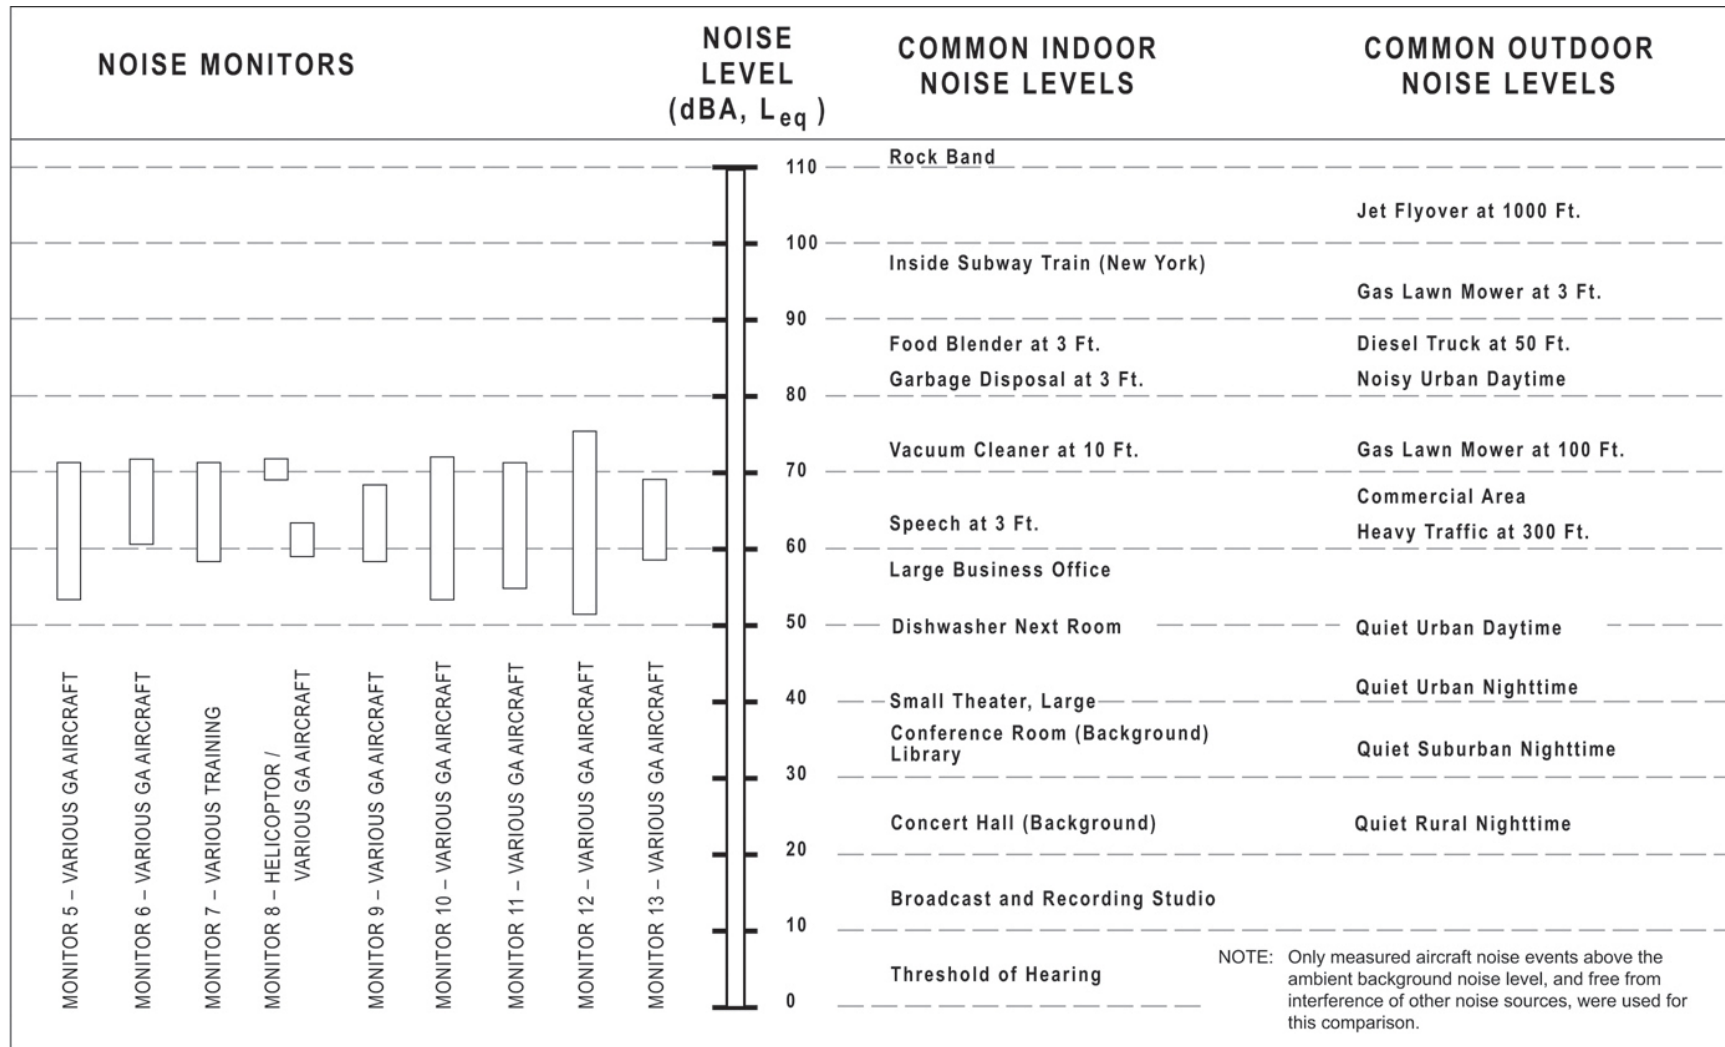 NOISE MONITORS
NOISE
LEVEL
(dBA, Leq )
COMMON INDOOR
NOISE LEVELS
COMMON OUTDOOR
NOISE LEVELS
110
100
90
80
70
60
50
40
30
20
10
0
Rock Band
Inside Subway Train (New York)
Food Blender at 3 Ft.
Garbage Disposal at 3 Ft.
Vacuum Cleaner at 10 Ft.
Speech at 3 Ft.
Large Business Office
Dishwasher Next Room
Small Theater, Large
Conference Room (Background)
Library
Concert Hall (Background)
Broadcast and Recording Studio
Threshold of Hearing
Jet Flyover at 1000 Ft.
Gas Lawn Mower at 3 Ft.
Diesel Truck at 50 Ft.
Noisy Urban Daytime
Gas Lawn Mower at 100 Ft.
Commercial Area
Heavy Traffic at 300 Ft.
Quiet Urban Daytime
Quiet Urban Nighttime
Quiet Suburban Nighttime
Quiet Rural Nighttime
MONITOR 5 – VARIOUS GA AIRCRAFT
MONITOR 6 – VARIOUS GA AIRCRAFT
MONITOR 7 – VARIOUS TRAINING
MONITOR 8 – HELICOPTOR /
VARIOUS GA AIRCRAFT
MONITOR 9 – VARIOUS GA AIRCRAFT
MONITOR 10 – VARIOUS GA AIRCRAFT
MONITOR 11 – VARIOUS GA AIRCRAFT
MONITOR 12 – VARIOUS GA AIRCRAFT
MONITOR 13 – VARIOUS GA AIRCRAFT
NOTE: Only measured aircraft noise events above the
ambient background noise level, and free from
interference of other noise sources, were used for
this comparison.